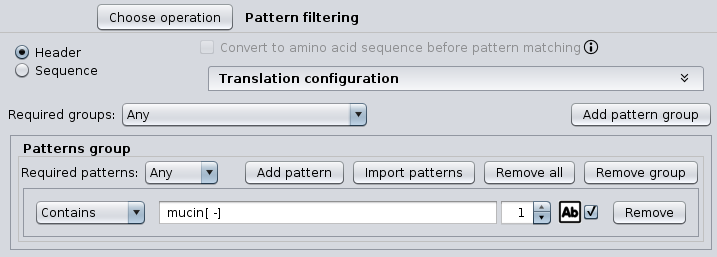 Choose operation Pattern filtering
Header
Convert to amino acid sequence before pattern matching
Sequence
Translation configuration
Required groups: Any Add pattern group
Patterns group
Required patterns: Any Add pattern Import patterns Remove all Remove group
Contains mucin[ -] 1 Ab Remove